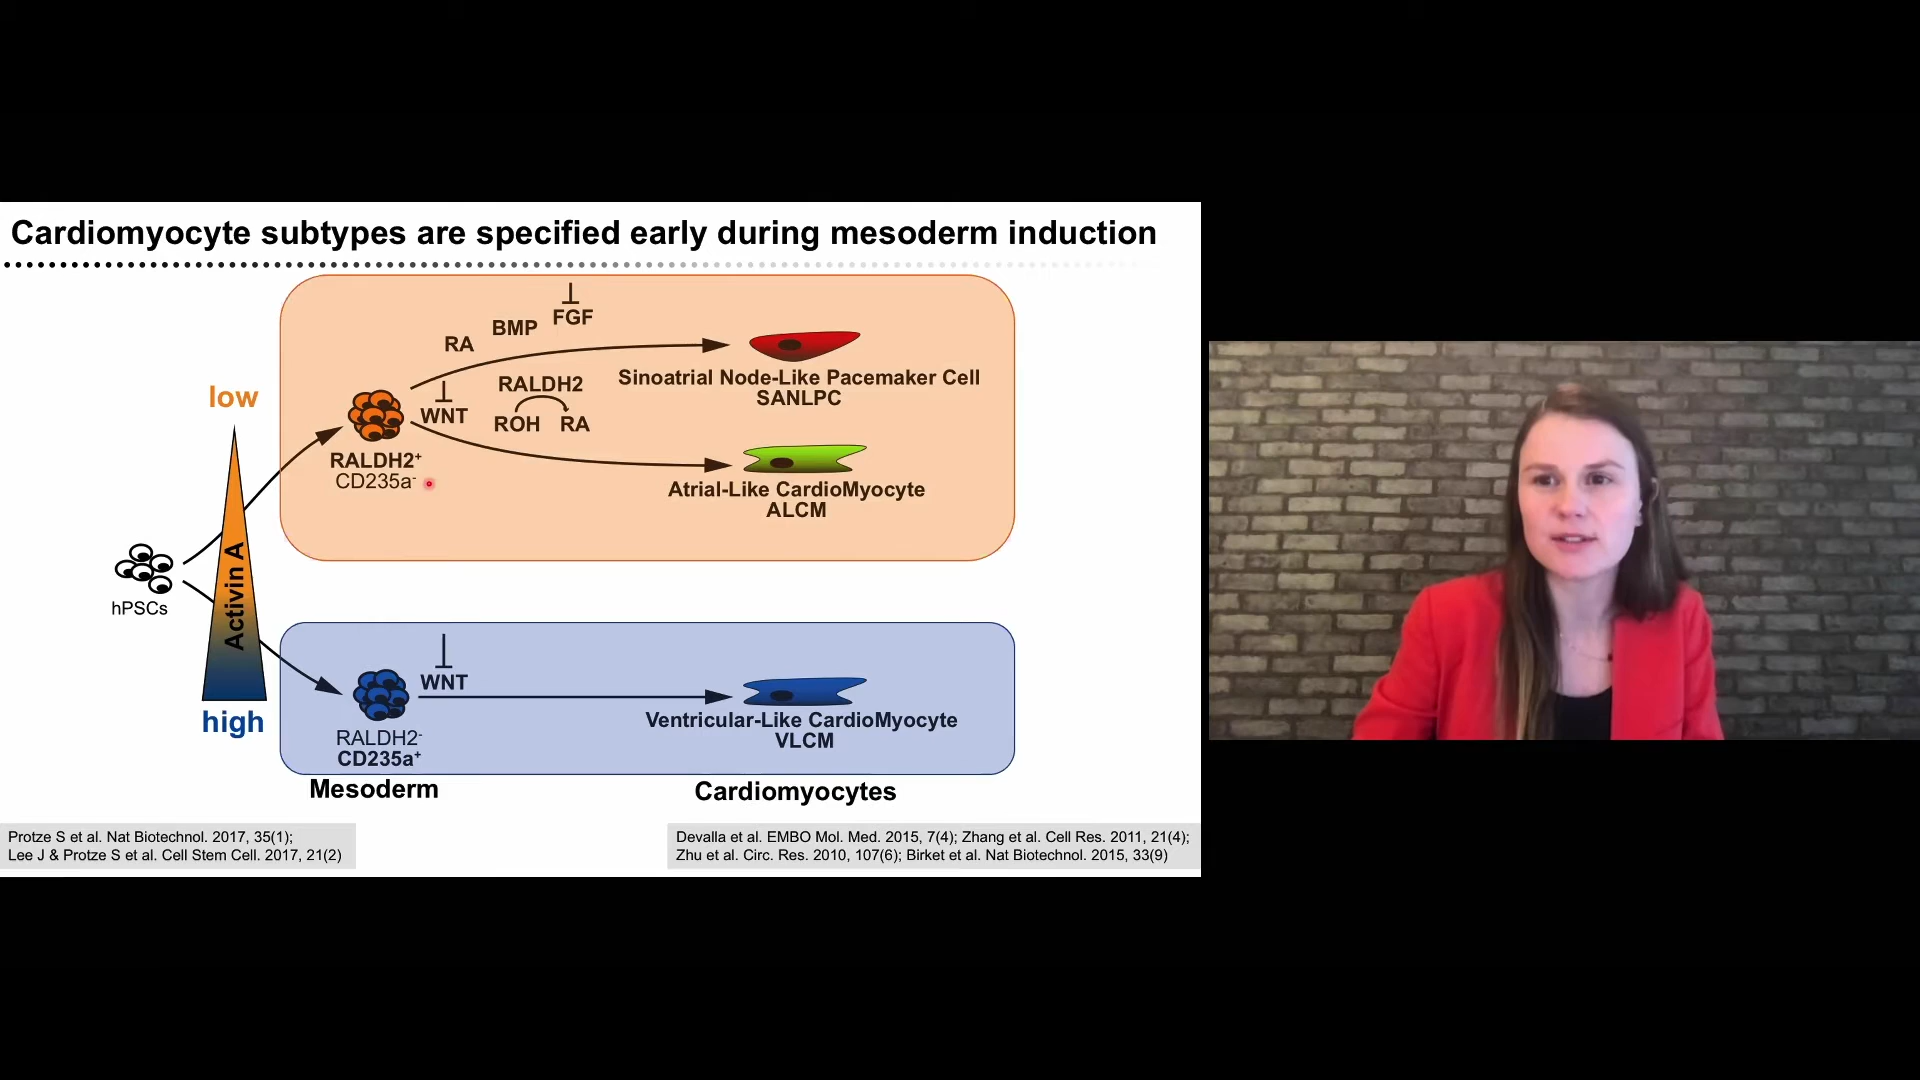 Cardiomyocyte subtypes are specified early during mesoderm induction
FGF
BMP
RA
Sinoatrial Node-Like Pacemaker Cell
SANLPC
RALDH2
WNT
ROH RA
low
RALDH2+
CD235a-
Atrial-Like CardioMyocyte
ALCM
Activin A
hPSCs
high
WNT
RALDH2-
CD235a+
Ventricular-Like CardioMyocyte
VLCM
Mesoderm
Cardiomyocytes
Protze S et al. Nat Biotechnol. 2017, 35(1);
Lee J & Protze S et al. Cell Stem Cell. 2017, 21(2)
Devalla et al. EMBO Mol. Med. 2015, 7(4); Zhang et al. Cell Res. 2011, 21(4);
Zhu et al. Circ. Res. 2010, 107(6); Birket et al. Nat Biotechnol. 2015, 33(9)